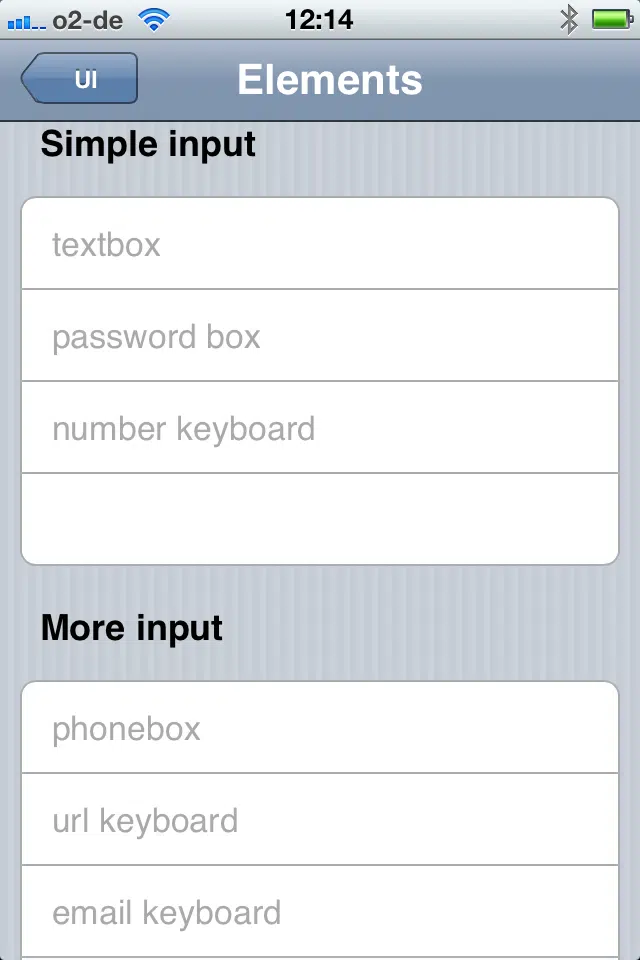 o2-de 12:14
UI Elements
Simple input
textbox
password box
number keyboard
More input
phonebox
url keyboard
email keyboard